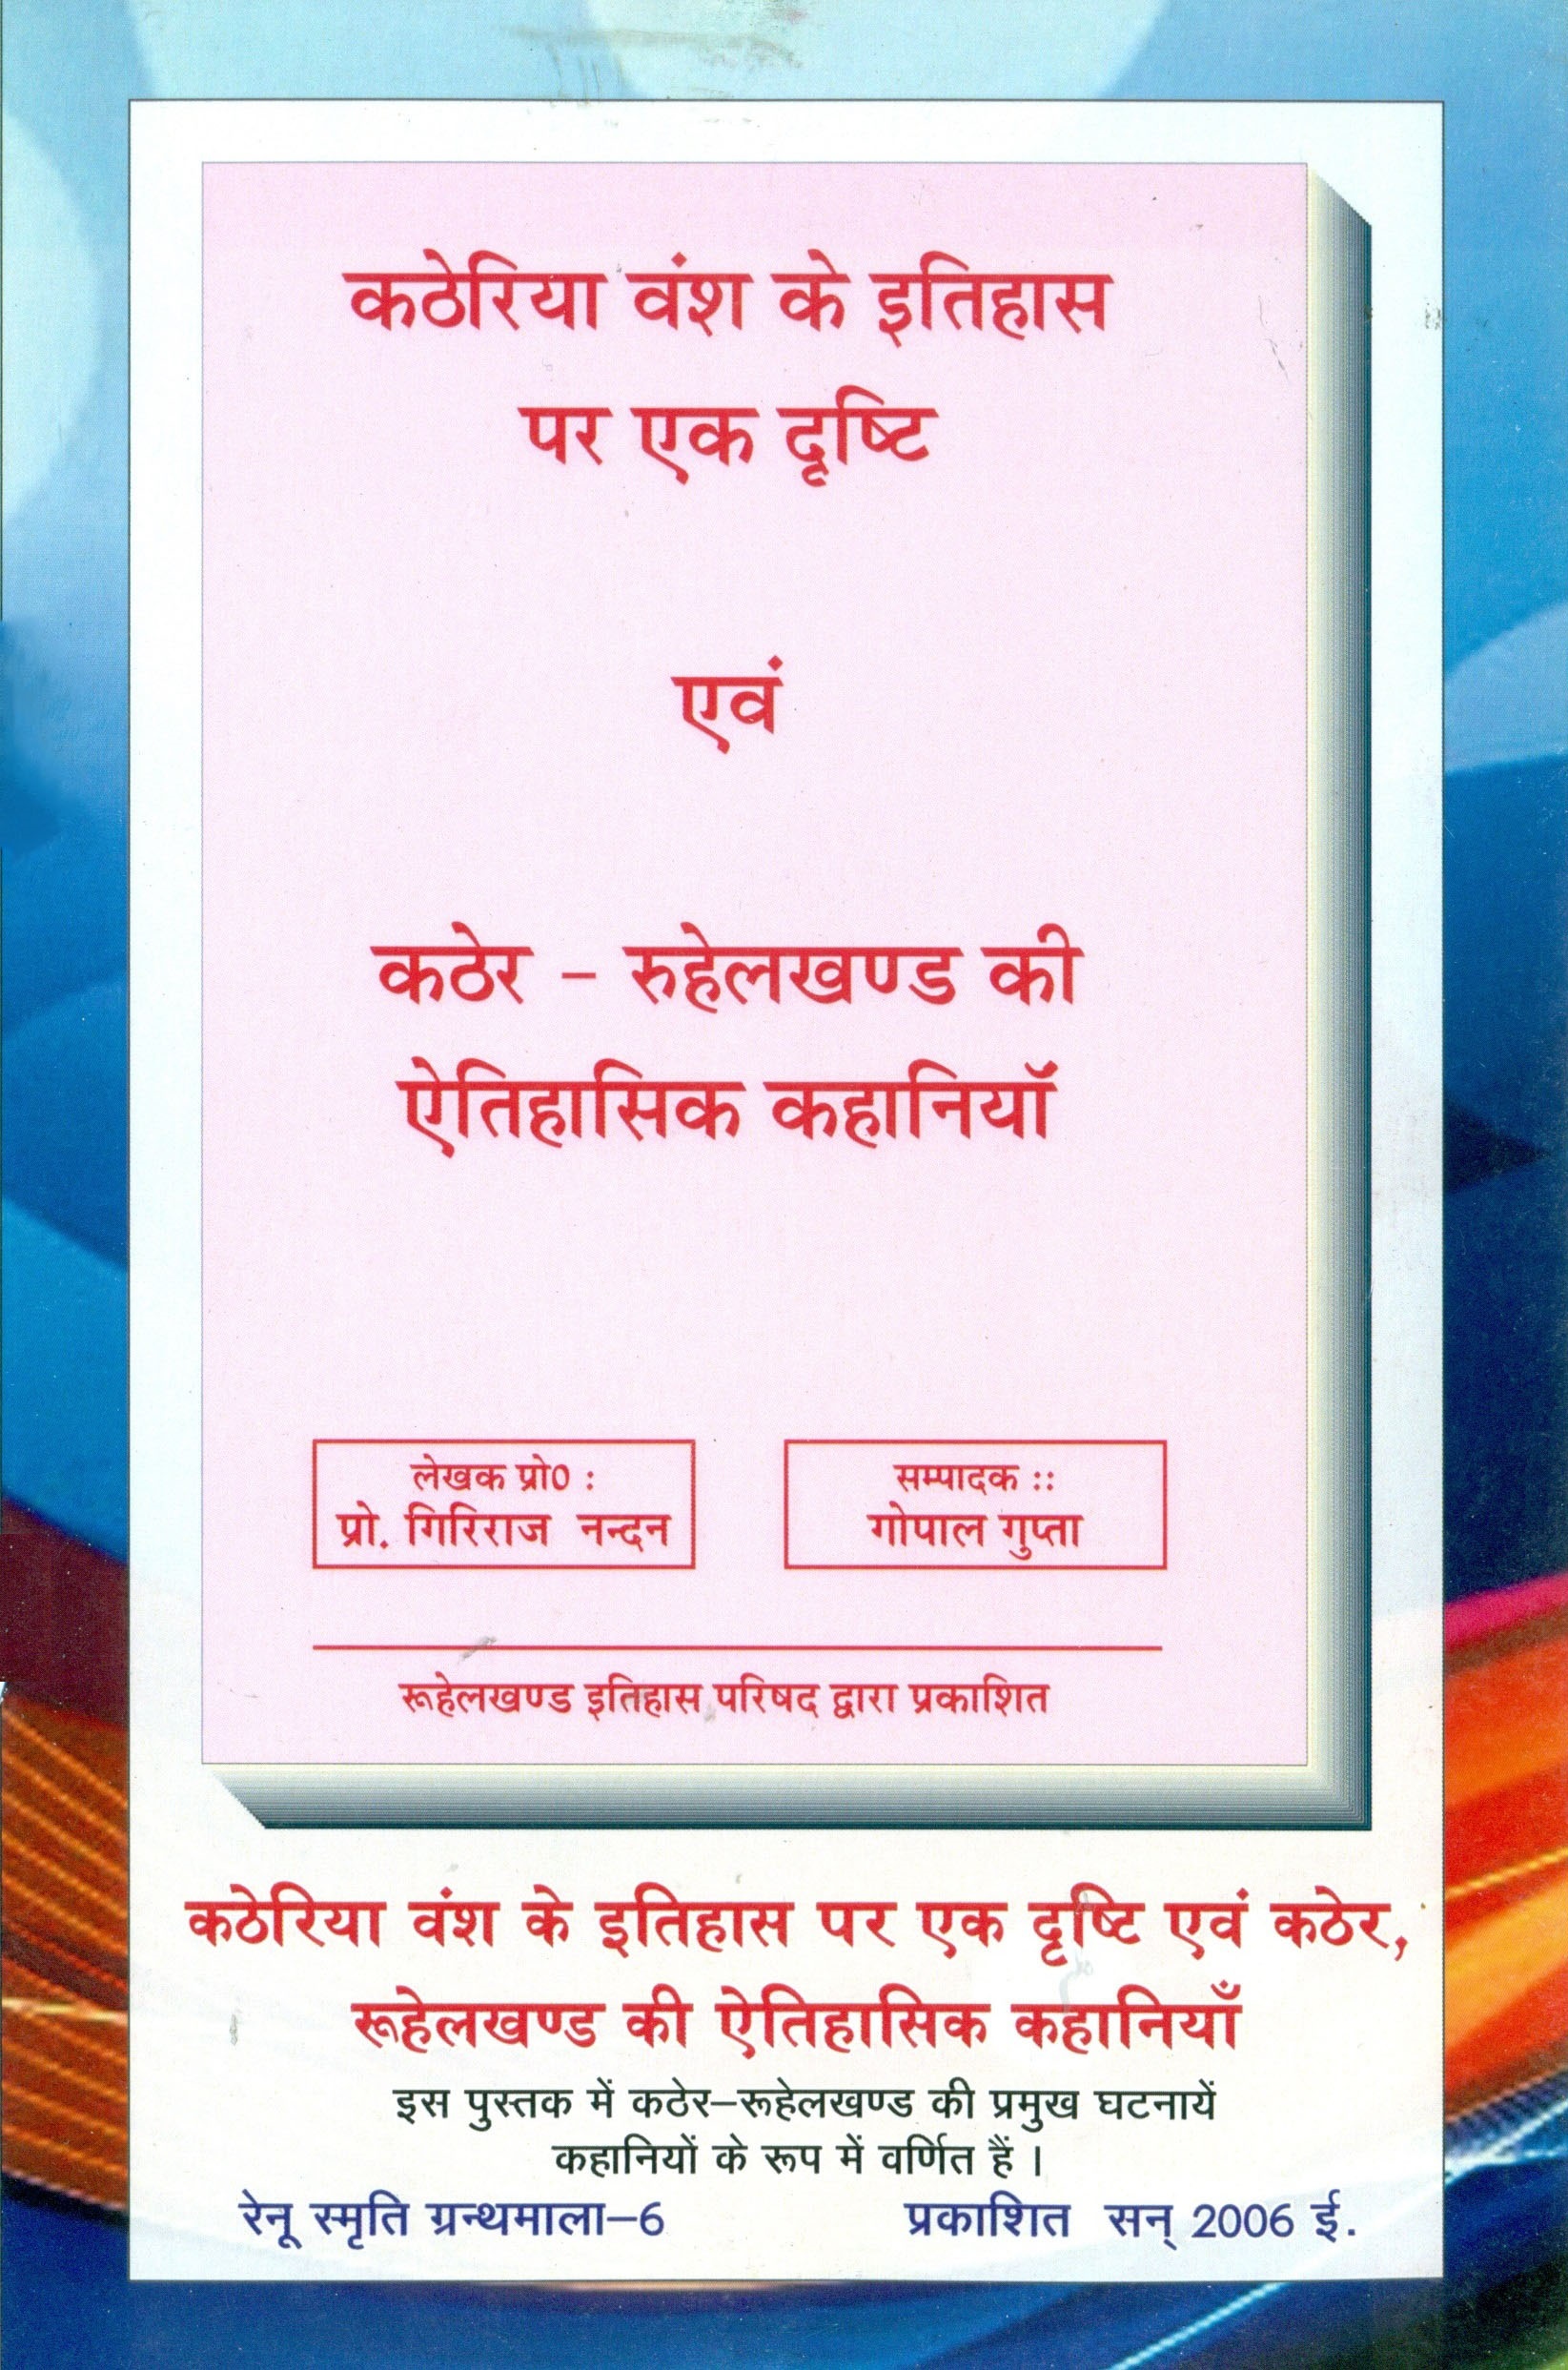 कठेरिया वंश के इतिहास
पर एक दृष्टि
एवं
कठेर - रुहेलखण्ड की
ऐतिहासिक कहानियॉ
लेखक प्रो0 :
प्रो. गिरिराज नन्दन
सम्पादक ::
गोपाल गुप्ता
रूहेलखण्ड इतिहास परिषद द्वारा प्रकाशित
कठेरिया वंश के इतिहास पर एक दृष्टि एवं कठेर,
रूहेलखण्ड की ऐतिहासिक कहानियाँ
इस पुस्तक में कठेर–रूहेलखण्ड की प्रमुख घटनायें
कहानियों के रूप में वर्णित हैं ।
रेनू स्मृति ग्रन्थमाला–6 प्रकाशित सन् 2006 ई.